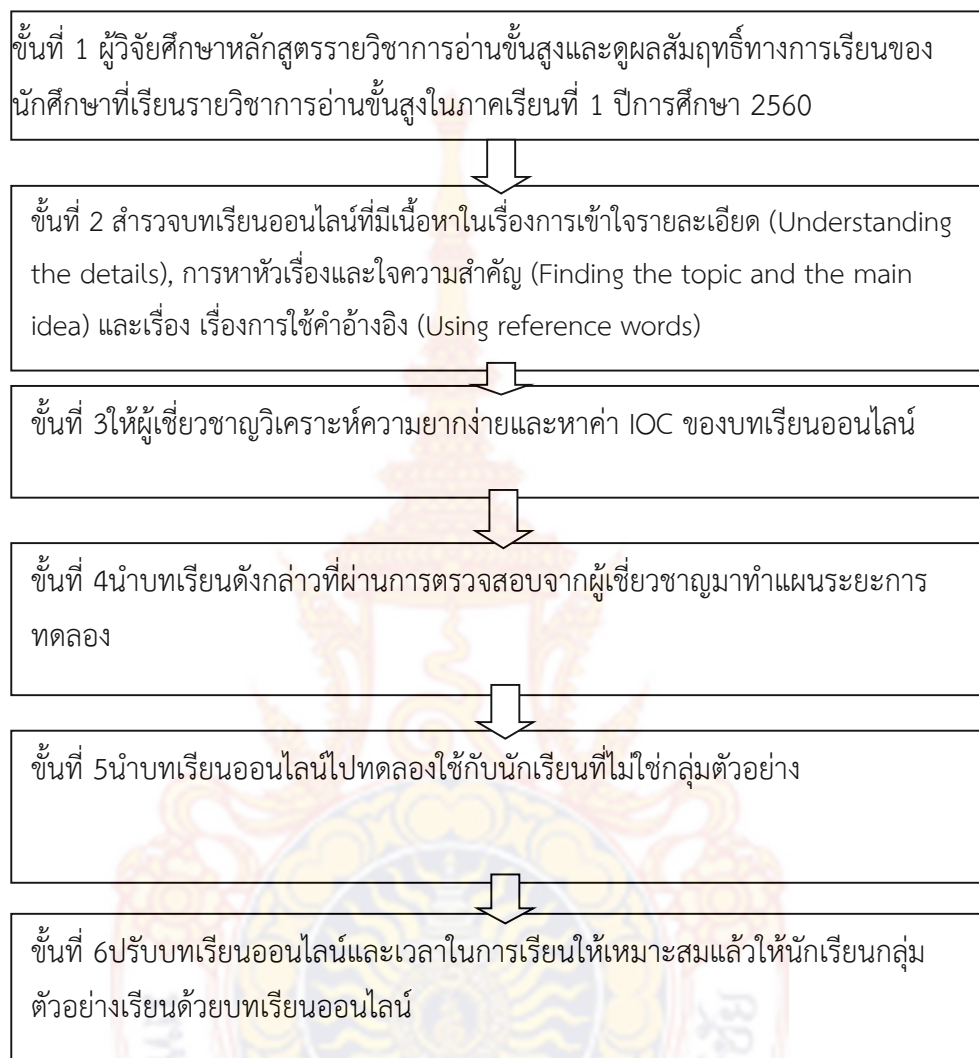 ขั้นที่ 1 ผู้วิจัยศึกษาหลักสูตรรายวิชาการอ่านขั้นสูงและดูผลสัมฤทธิ์ทางการเรียนของ
นักศึกษาที่เรียนรายวิชาการอ่านขั้นสูงในภาคเรียนที่ 1 ปีการศึกษา 2560
ขั้นที่ 2 สำรวจบทเรียนออนไลน์ที่มีเนื้อหาในเรื่องการเข้าใจรายละเอียด (Understanding
the details), การหาหัวเรื่องและใจความสำคัญ (Finding the topic and the main
idea) และเรื่อง เรื่องการใช้คำอ้างอิง (Using reference words)
ขั้นที่ 3ให้ผู้เชี่ยวชาญวิเคราะห์ความยากง่ายและหาค่า IOC ของบทเรียนออนไลน์
ขั้นที่ 4นำบทเรียนดังกล่าวที่ผ่านการตรวจสอบจากผู้เชี่ยวชาญมาทำแผนระยะการ
ทดลอง
ขั้นที่ 5นำบทเรียนออนไลน์ไปทดลองใช้กับนักเรียนที่ไม่ใช่กลุ่มตัวอย่าง
ขั้นที่ 6ปรับบทเรียนออนไลน์และเวลาในการเรียนให้เหมาะสมแล้วให้นักเรียนกลุ่ม
ตัวอย่างเรียนด้วยบทเรียนออนไลน์